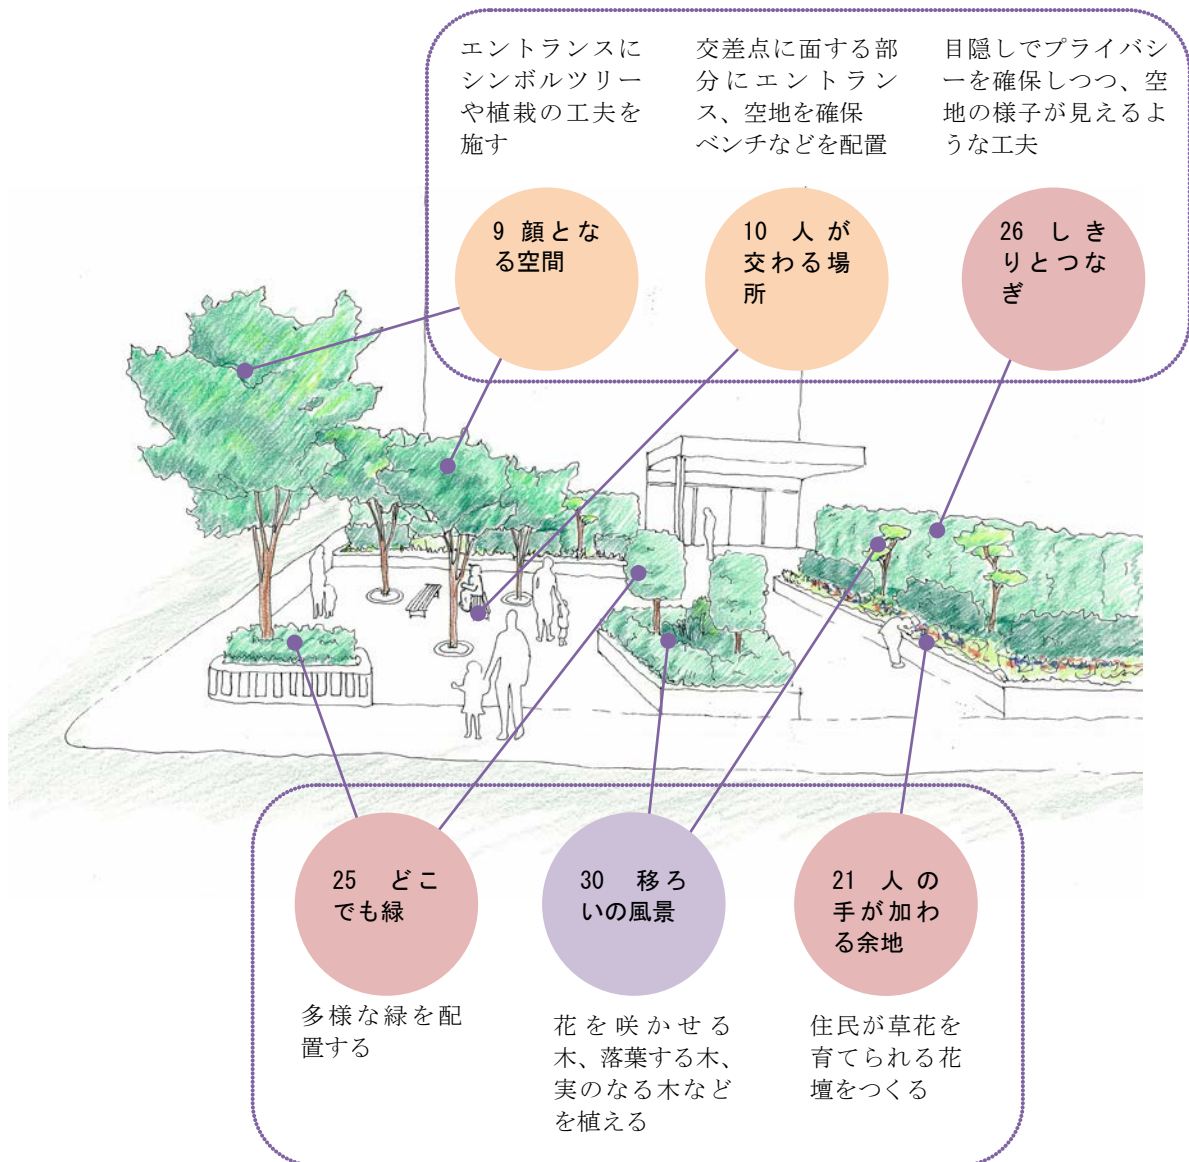 エントランスに
シンボルツリー
や植栽の工夫を
施す
交差点に面する部
分にエントラン
ス、空地を確保
ベンチなどを配置
目隠しでプライバシ
ーを確保しつつ、空
地の様子が見えるよ
うな工夫
9 顔とな
る空間
10 人が
交わる場
所
26 しき
りとつな
ぎ
25 どこ
でも緑
30 移ろ
いの風景
21 人の
手が加わ
る余地
多様な緑を配
置する
花を咲かせる
木、落葉する木、
実のなる木など
を植える
住民が草花を
育てられる花
壇をつくる